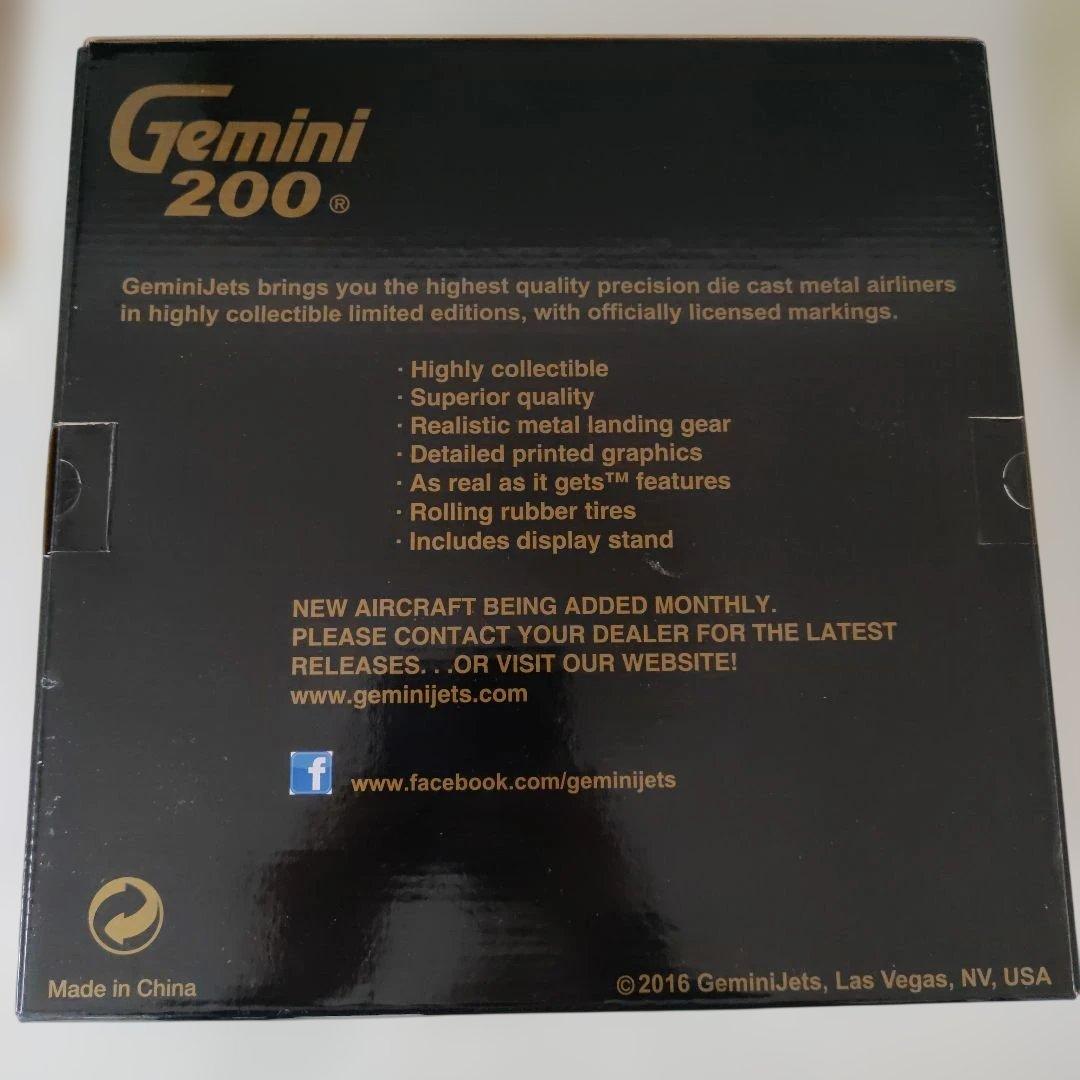 Gemini
200®
GeminiJets brings you the highest quality precision die cast metal airliners
in highly collectible limited editions, with officially licensed markings.
· Highly collectible
· Superior quality
· Realistic metal landing gear
· Detailed printed graphics
· As real as it gets™ features
· Rolling rubber tires
· Includes display stand
NEW AIRCRAFT BEING ADDED MONTHLY.
PLEASE CONTACT YOUR DEALER FOR THE LATEST
RELEASES. . .OR VISIT OUR WEBSITE!
www.geminijets.com
f www.facebook.com/geminijets
Made in China
©2016 GeminiJets, Las Vegas, NV, USA